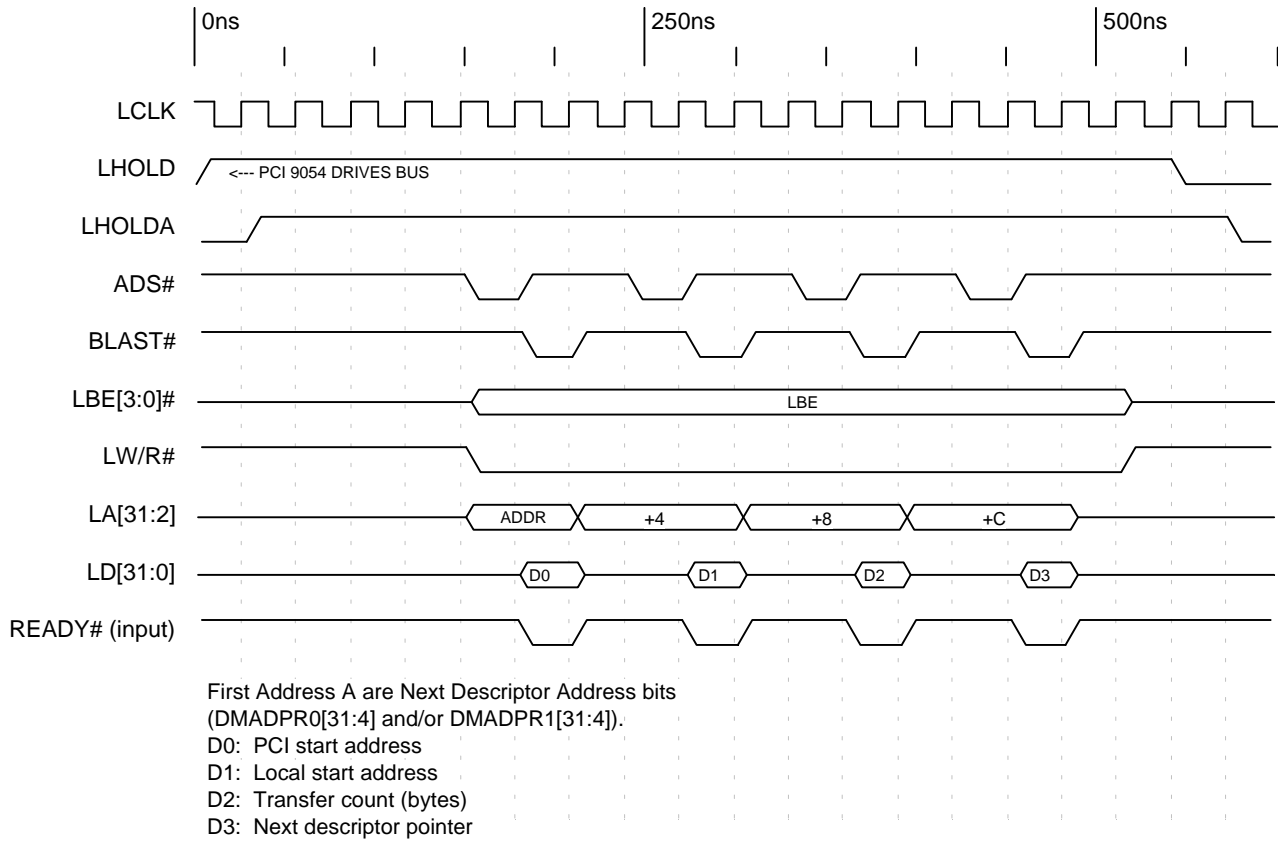 0ns 250ns 500ns
LCLK
LHOLD
<--- PCI 9054 DRIVES BUS
LHOLDA
ADS#
BLAST#
LBE[3:0]# LBE
LW/R#
LA[31:2] ADDR +4 +8 +C
LD[31:0] D0 D1 D2 D3
READY# (input)
First Address A are Next Descriptor Address bits
(DMADPR0[31:4] and/or DMADPR1[31:4]).
D0: PCI start address
D1: Local start address
D2: Transfer count (bytes)
D3: Next descriptor pointer